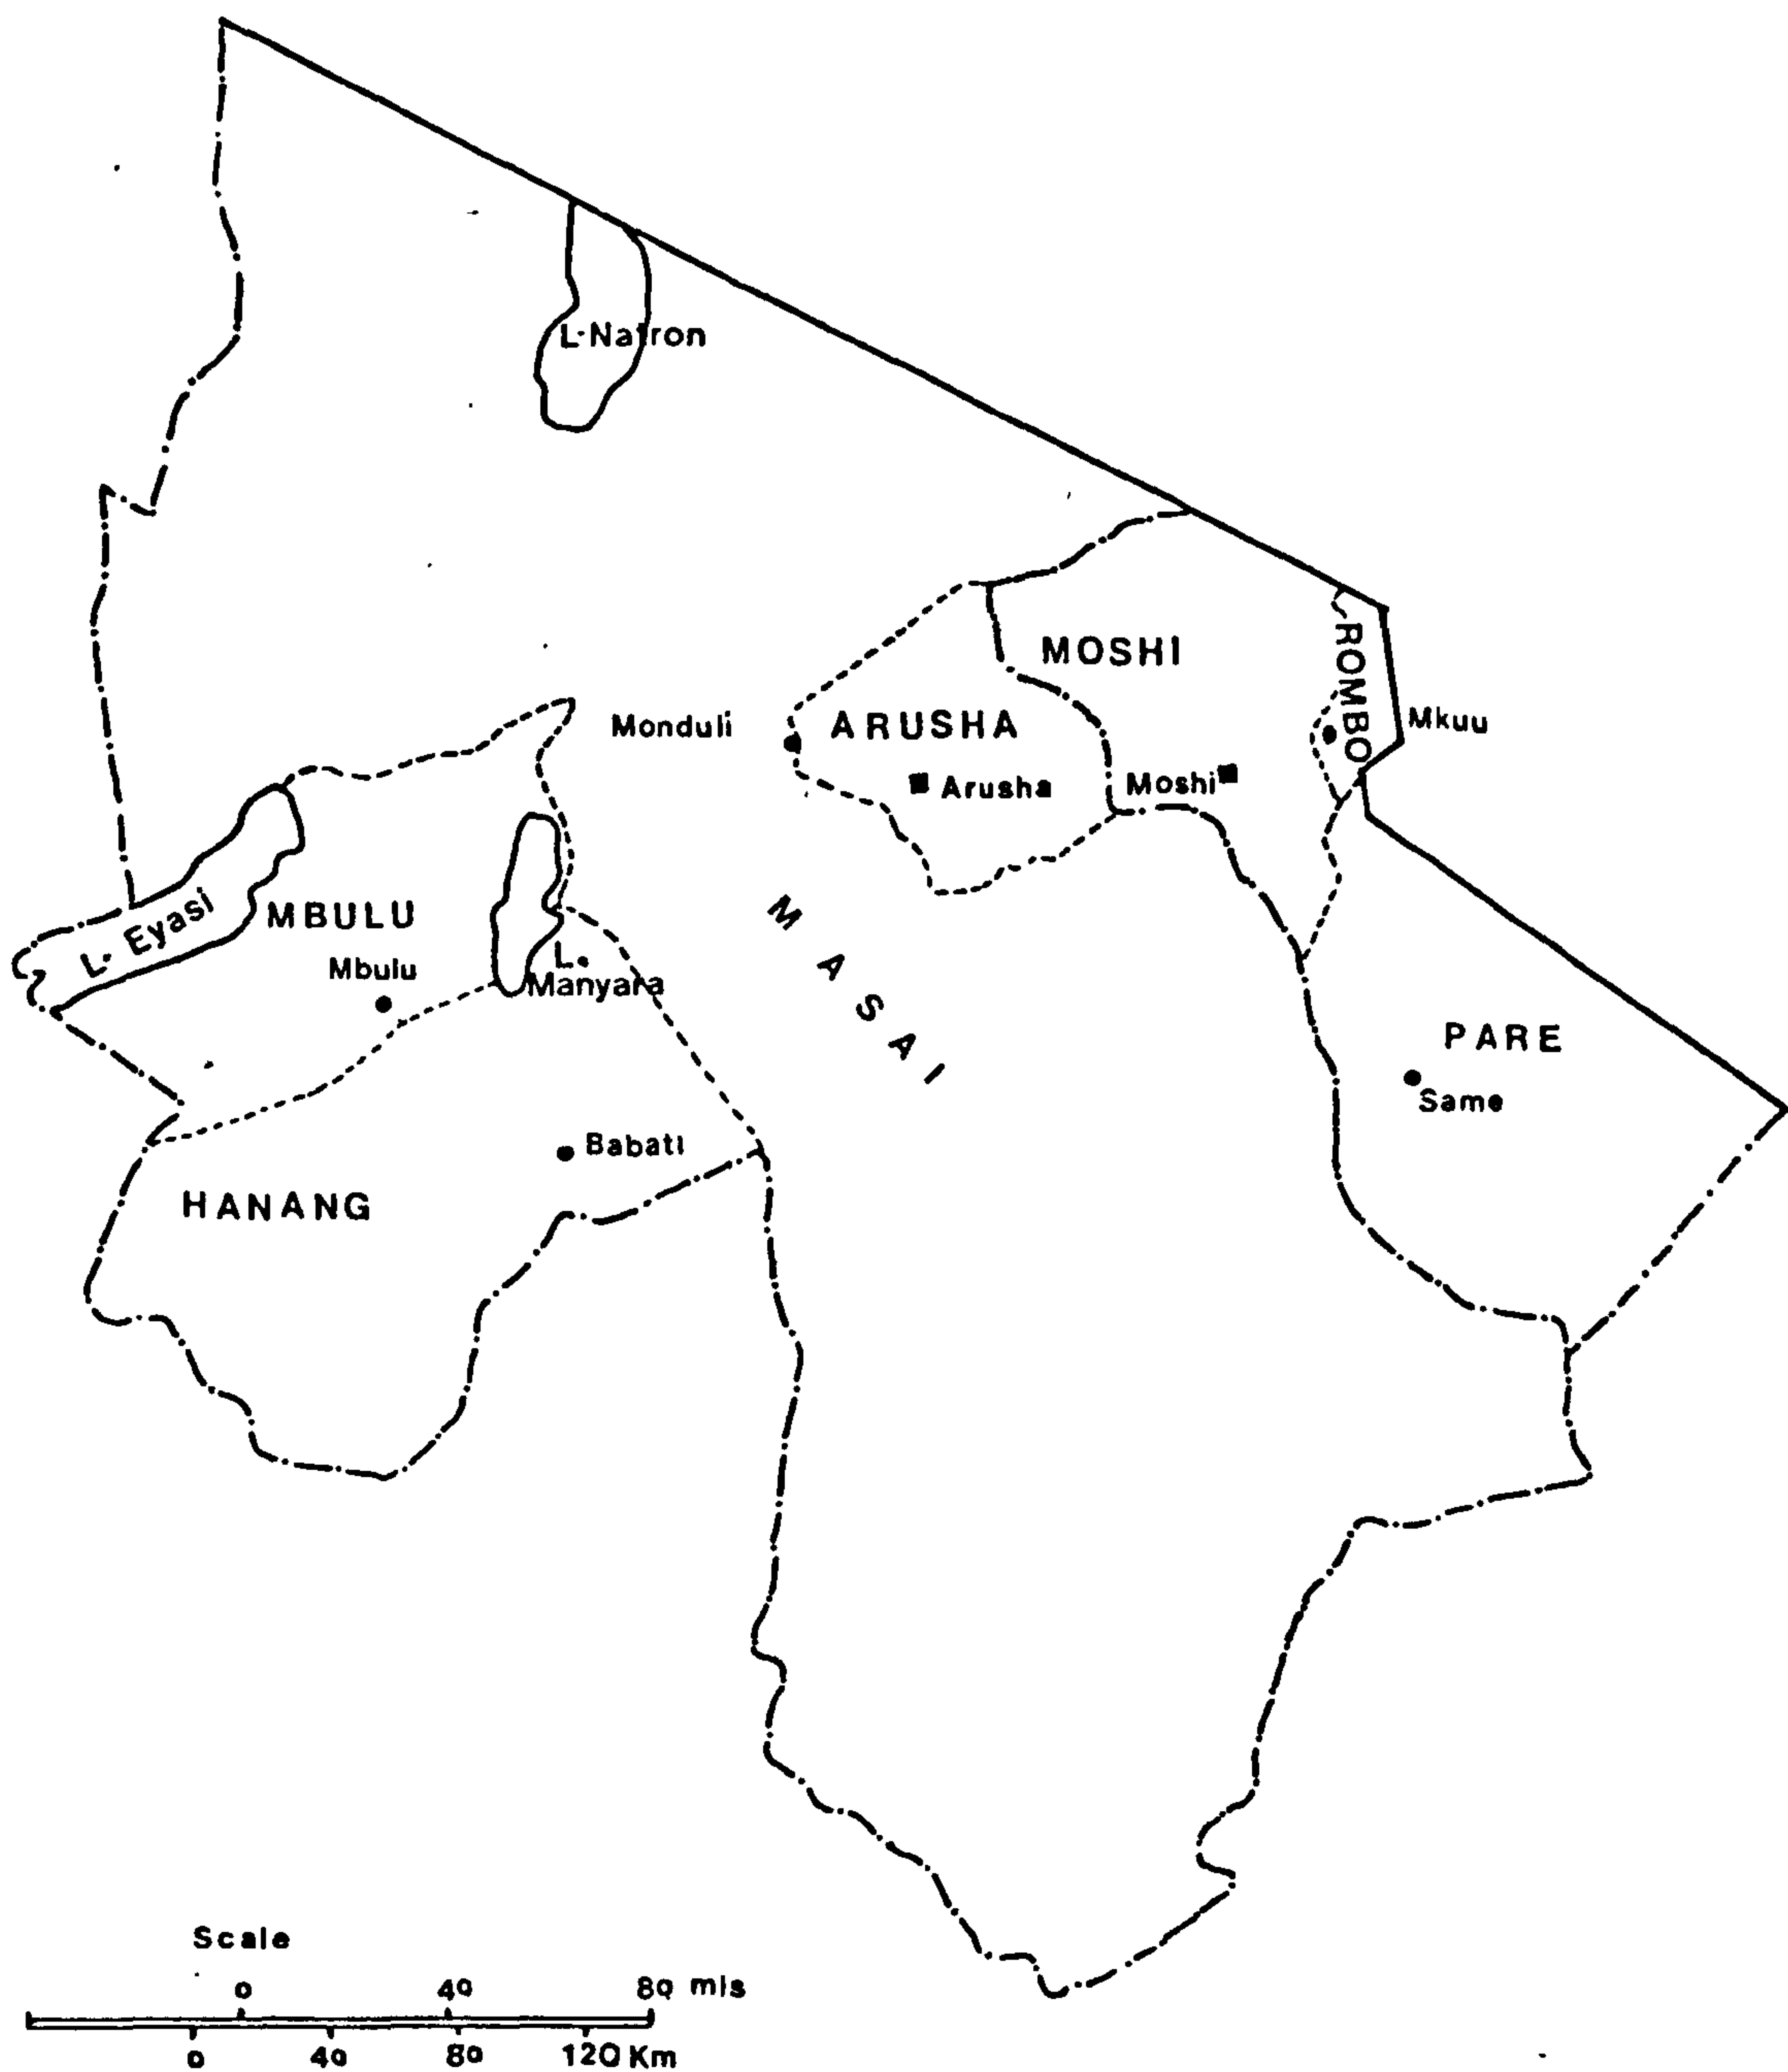 L. Natron
MOSHI
ROMBO
Monduli
ARUSHA
Mkuu
Arusha
Moshi
L. Eyasi
MBULU
Mbulu
L.
Manyara
MASAI
PARE
Same
Babati
HANANG
Scale
0 40 80 mls
0 40 80 120 Km